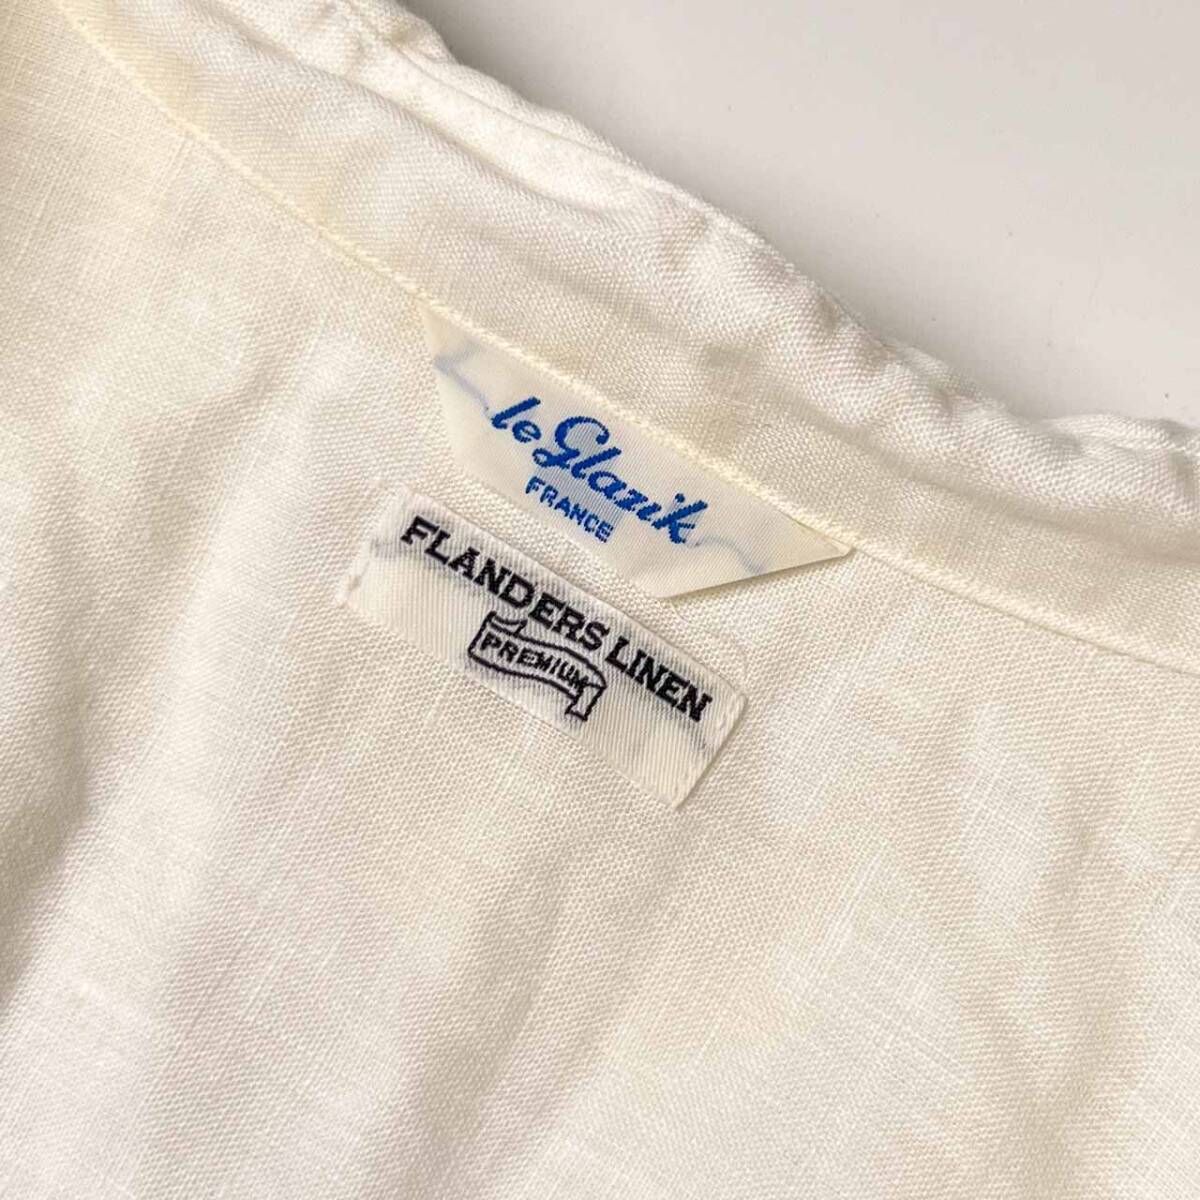 le Glazik
FRANCE
FLANDERS LINEN
PREMIUM